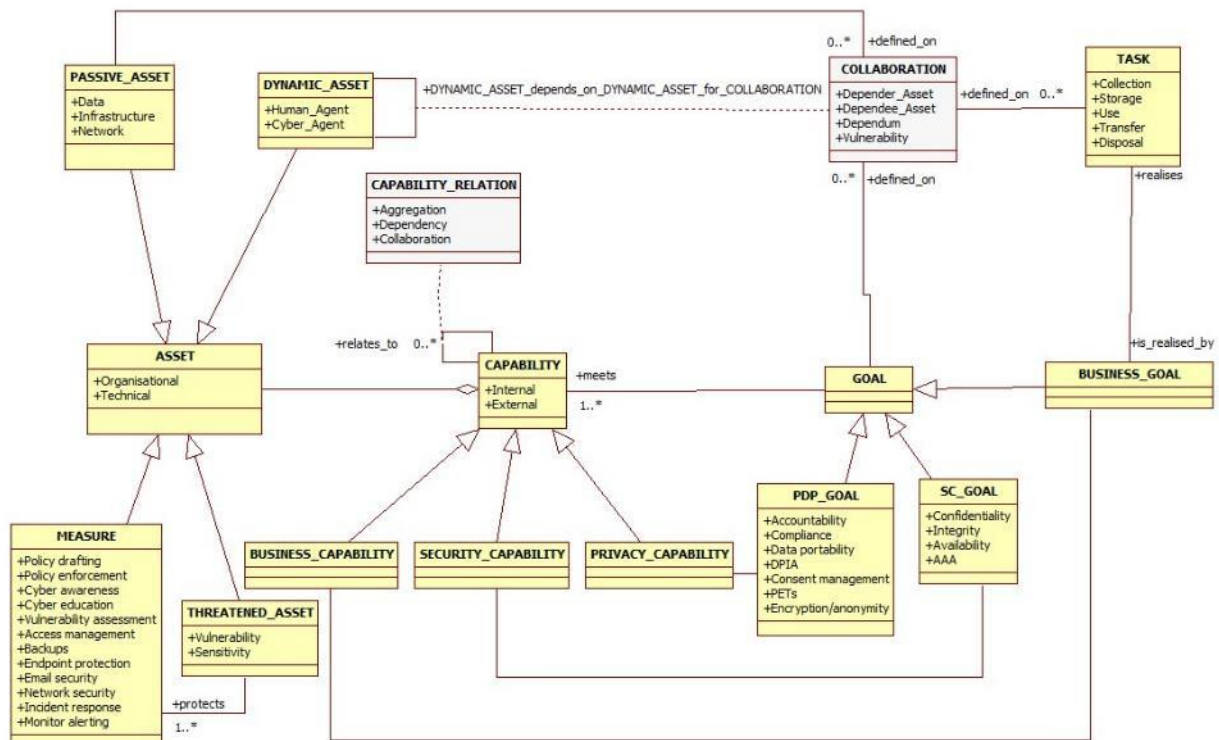 0..*
+defined_on
PASSIVE_ASSET
+Data
+Infrastructure
+Network
DYNAMIC_ASSET
+Human_Agent
+Cyber_Agent
+DYNAMIC_ASSET_depends_on_DYNAMIC_ASSET_for_COLLABORATION
COLLABORATION
+Depender_Asset
+Dependee_Asset
+Dependum
+Vulnerability
+defined_on
0..*
TASK
+Collection
+Storage
+Use
+Transfer
+Disposal
0..*
+defined_on
+realises
CAPABILITY_RELATION
+Aggregation
+Dependency
+Collaboration
+relates_to
0..*
+is_realised_by
ASSET
+Organisational
+Technical
CAPABILITY
+Internal
+External
+meets
1..*
GOAL
BUSINESS_GOAL
MEASURE
+Policy drafting
+Policy enforcement
+Cyber awareness
+Cyber education
+Vulnerability assessment
+Access management
+Backups
+Endpoint protection
+Email security
+Network security
+Incident response
+Monitor alerting
THREATENED_ASSET
+Vulnerability
+Sensitivity
+protects
1..*
BUSINESS_CAPABILITY
SECURITY_CAPABILITY
PRIVACY_CAPABILITY
PDP_GOAL
+Accountability
+Compliance
+Data portability
+DPIA
+Consent management
+PETs
+Encryption/anonymity
SC_GOAL
+Confidentiality
+Integrity
+Availability
+AAA